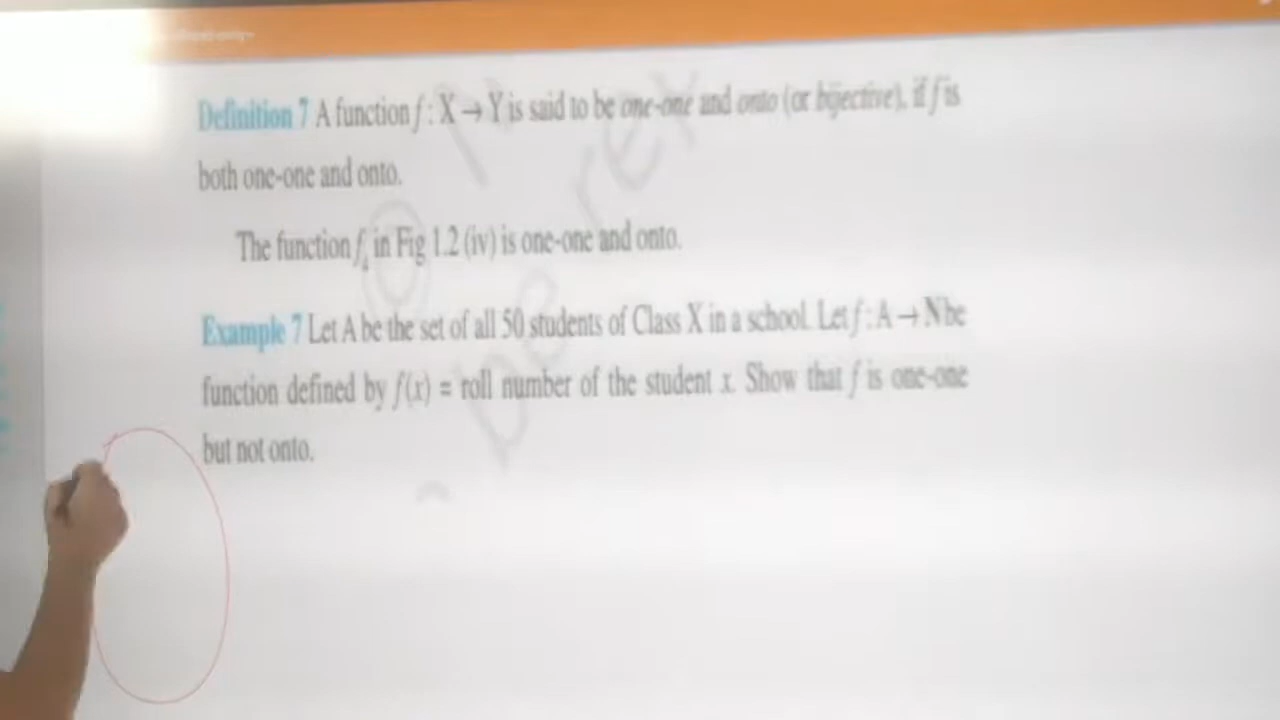 Definition 7 A function f : X → Y is said to be one-one and onto (or bijective), if f is
both one-one and onto.
The function f4 in Fig 1.2 (iv) is one-one and onto.
Example 7 Let A be the set of all 50 students of Class X in a school. Let f : A → N be
function defined by f(x) = roll number of the student x. Show that f is one-one
but not onto.